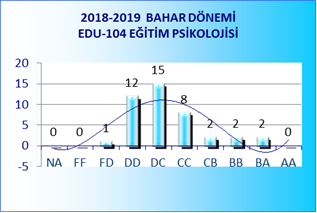 2018-2019 BAHAR DÖNEMİ
EDU-104 EĞİTİM PSİKOLOJİSİ
20
15
10
5
0
-5
0 0 1 12 15 8 2 2 2 0
NA FF FD DD DC CC CB BB BA AA